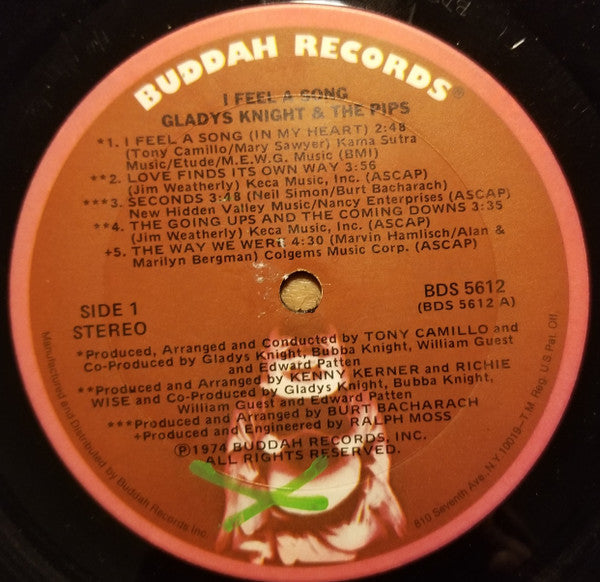 BUDDAH RECORDS®
I FEEL A SONG
GLADYS KNIGHT & THE PIPS
*1. I FEEL A SONG (IN MY HEART) 2:48
(Tony Camillo/Mary Sawyer) Kama Sutra
Music/Etude/M.E.W.G. Music (BMI)
**2. LOVE FINDS ITS OWN WAY 3:56
(Jim Weatherly) Keca Music, Inc. (ASCAP)
***3. SECONDS 3:48 (Neil Simon/Burt Bacharach)
New Hidden Valley Music/Nancy Enterprises (ASCAP)
**4. THE GOING UPS AND THE COMING DOWNS 3:35
(Jim Weatherly) Keca Music, Inc. (ASCAP)
+5. THE WAY WE WERE 4:30 (Marvin Hamlisch/Alan &
Marilyn Bergman) Colgems Music Corp. (ASCAP)
SIDE 1
STEREO
BDS 5612
(BDS 5612 A)
*Produced, Arranged and Conducted by TONY CAMILLO and
Co-Produced by Gladys Knight, Bubba Knight, William Guest
and Edward Patten
**Produced and Arranged by KENNY KERNER and RICHIE
WISE and Co-Produced by Gladys Knight, Bubba Knight,
William Guest and Edward Patten
***Produced and Arranged by BURT BACHARACH
+Produced and Engineered by RALPH MOSS
Ⓟ1974 BUDDAH RECORDS, INC.
ALL RIGHTS RESERVED.
Manufactured and Distributed by Buddah Records, Inc.
810 Seventh Ave., N.Y. 10019–T.M. Reg. U.S. Pat. Off.